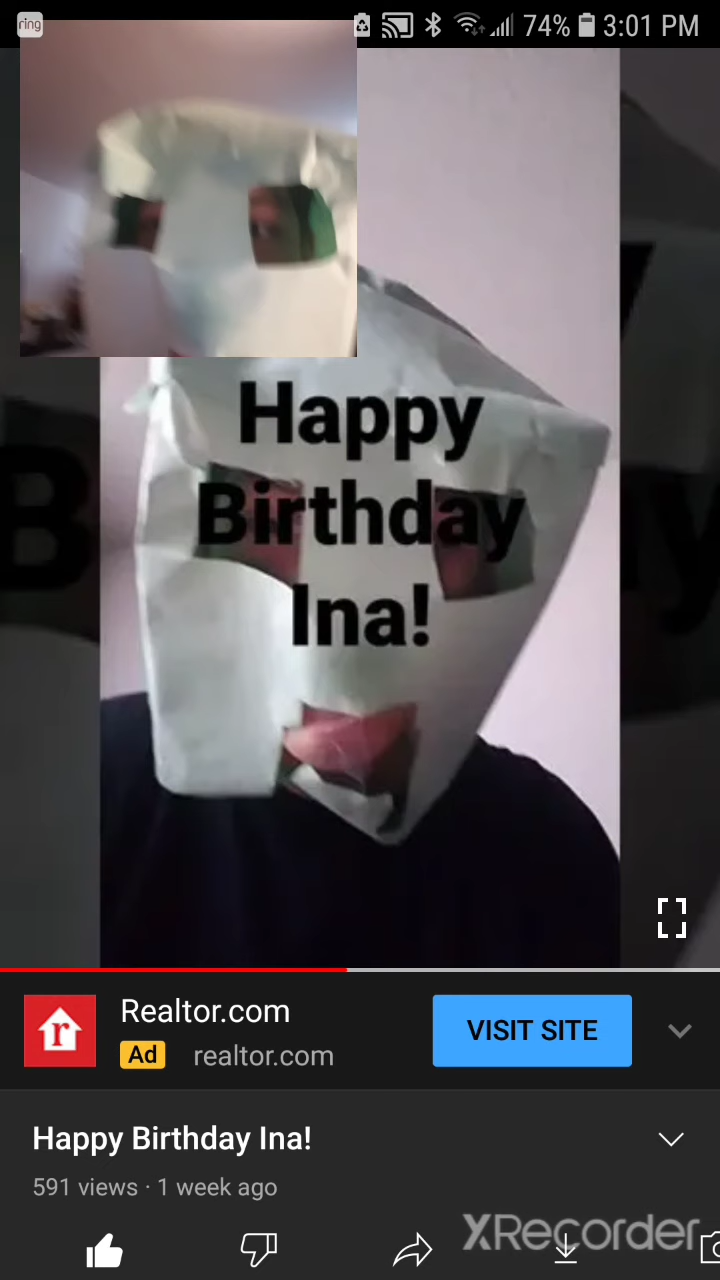 ring
74% 3:01 PM
Happy
Birthday
Ina!
B
y
r
Realtor.com
Ad realtor.com
VISIT SITE
Happy Birthday Ina!
591 views · 1 week ago
XRecorder